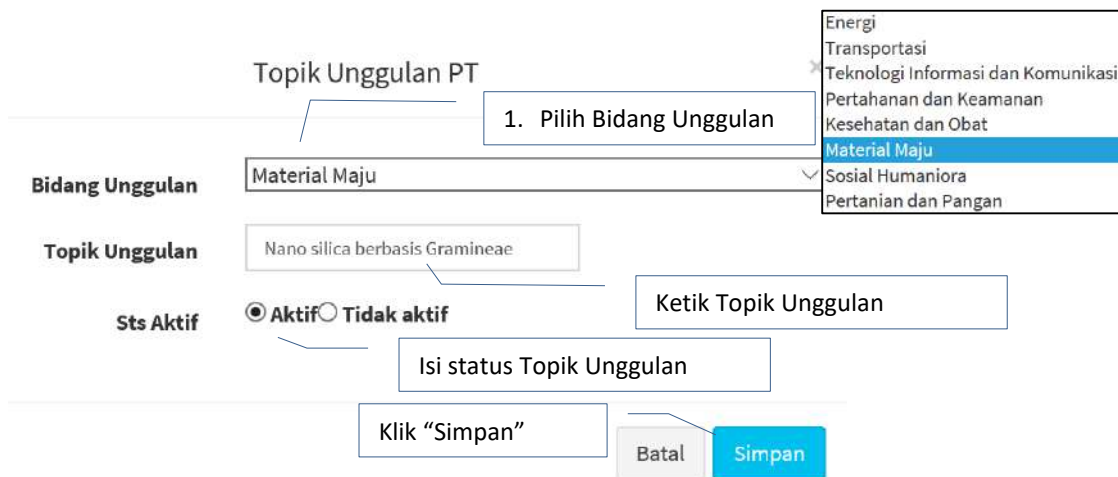 Topik Unggulan PT
×
1. Pilih Bidang Unggulan
Energi
Transportasi
Teknologi Informasi dan Komunikasi
Pertahanan dan Keamanan
Kesehatan dan Obat
Material Maju
Sosial Humaniora
Pertanian dan Pangan
Bidang Unggulan
Material Maju
Topik Unggulan
Nano silica berbasis Gramineae
Ketik Topik Unggulan
Sts Aktif
Aktif Tidak aktif
Isi status Topik Unggulan
Klik “Simpan”
Batal
Simpan